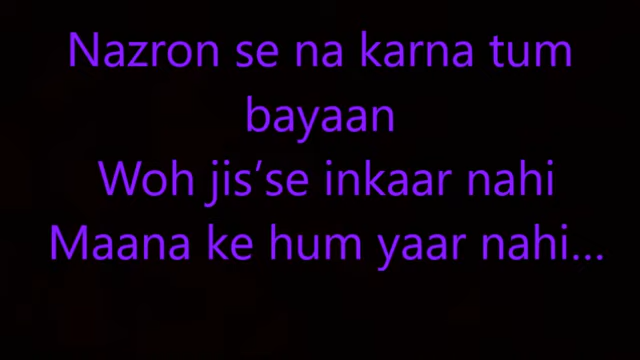 Nazron se na karna tum
bayaan
Woh jis’se inkaar nahi
Maana ke hum yaar nahi...